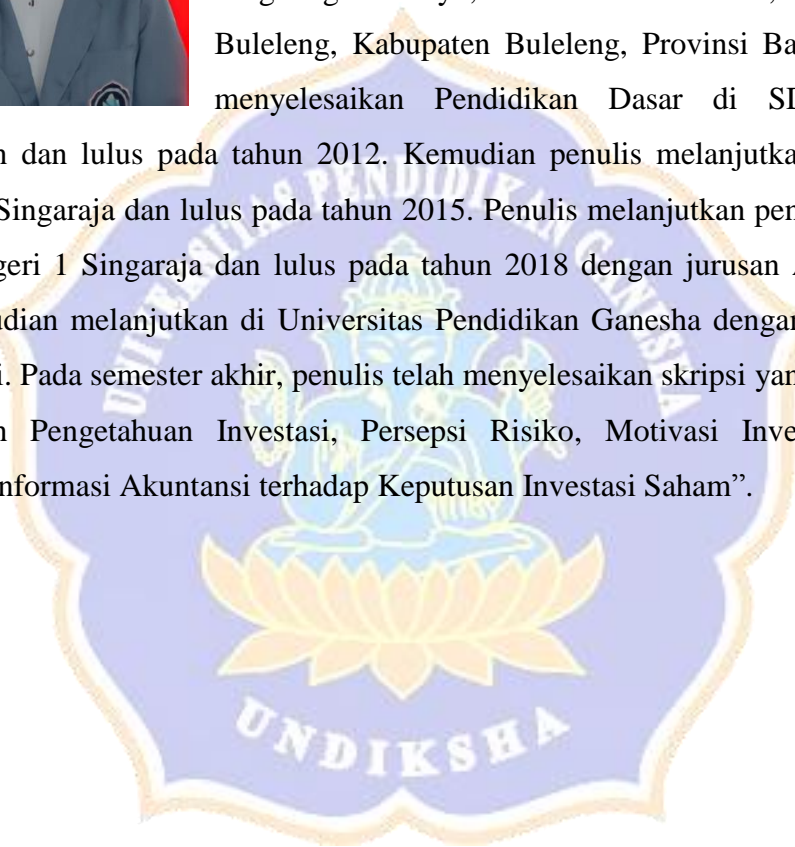 Buleleng, Kabupaten Buleleng, Provinsi Ba
menyelesaikan Pendidikan Dasar di SD
dan lulus pada tahun 2012. Kemudian penulis melanjutka
Singaraja dan lulus pada tahun 2015. Penulis melanjutkan pen
geri 1 Singaraja dan lulus pada tahun 2018 dengan jurusan
udian melanjutkan di Universitas Pendidikan Ganesha dengan
i. Pada semester akhir, penulis telah menyelesaikan skripsi yan
Pengetahuan Investasi, Persepsi Risiko, Motivasi Inve
nformasi Akuntansi terhadap Keputusan Investasi Saham”.
UNIVERSITAS PENDIDIKAN GANESHA
UNDIKSHA